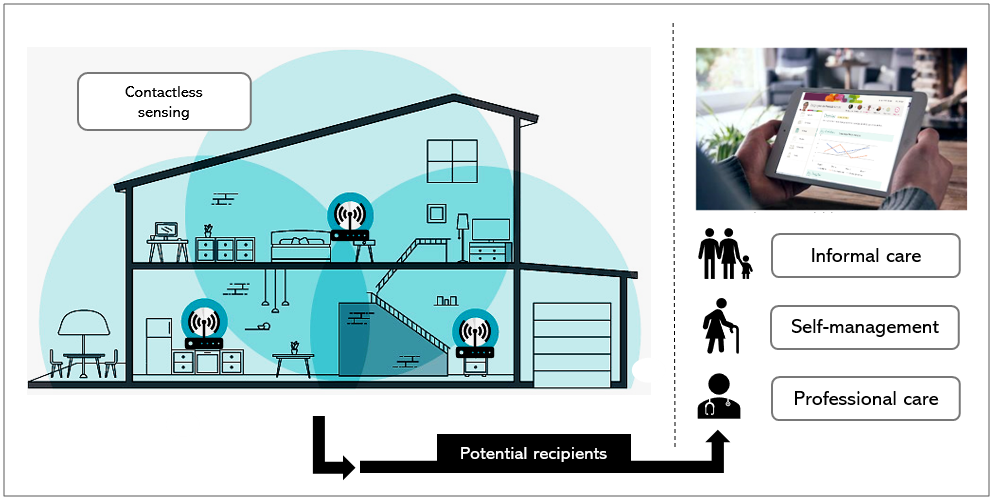 Contactless
sensing
Informal care
Self-management
Professional care
Potential recipients